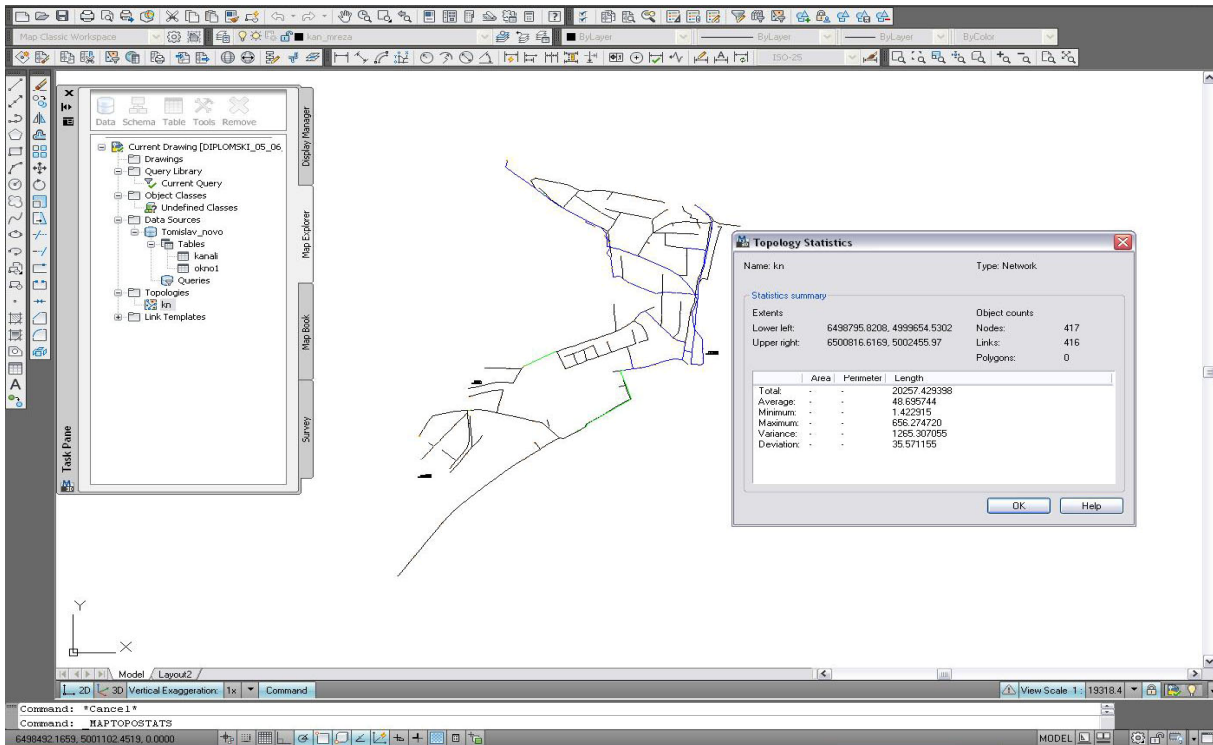 Map Classic Workspace
kan_mreza
ByLayer
ByLayer
ByLayer
ByColor
ISO-25
Data Schema Table Tools Remove
Current Drawing [DIPLOMSKI_05_06_
Drawings
Query Library
Current Query
Object Classes
Undefined Classes
Data Sources
Tomislav_novo
Tables
kanali
okno1
Queries
Topologies
kn
Link Templates
Display Manager
Map Explorer
Map Book
Survey
Task Pane
Topology Statistics
Name: kn Type: Network
Statistics summary
Extents Object counts
Lower left: 6498795.8208, 4999654.5302 Nodes: 417
Upper right: 6500816.6169, 5002455.97 Links: 416
Polygons: 0
Area Perimeter Length
Total: - - 20257.429398
Average: - - 48.695744
Minimum: - - 1.422915
Maximum: - - 656.274720
Variance: - - 1265.307055
Deviation: - - 35.571155
OK Help
Y
X
Model Layout2
2D 3D Vertical Exaggeration: 1x Command
View Scale 1 : 19318.4
Command: *Cancel*
Command: _MAPTOPOSTATS
6498492.1659, 5001102.4519, 0.0000
MODEL